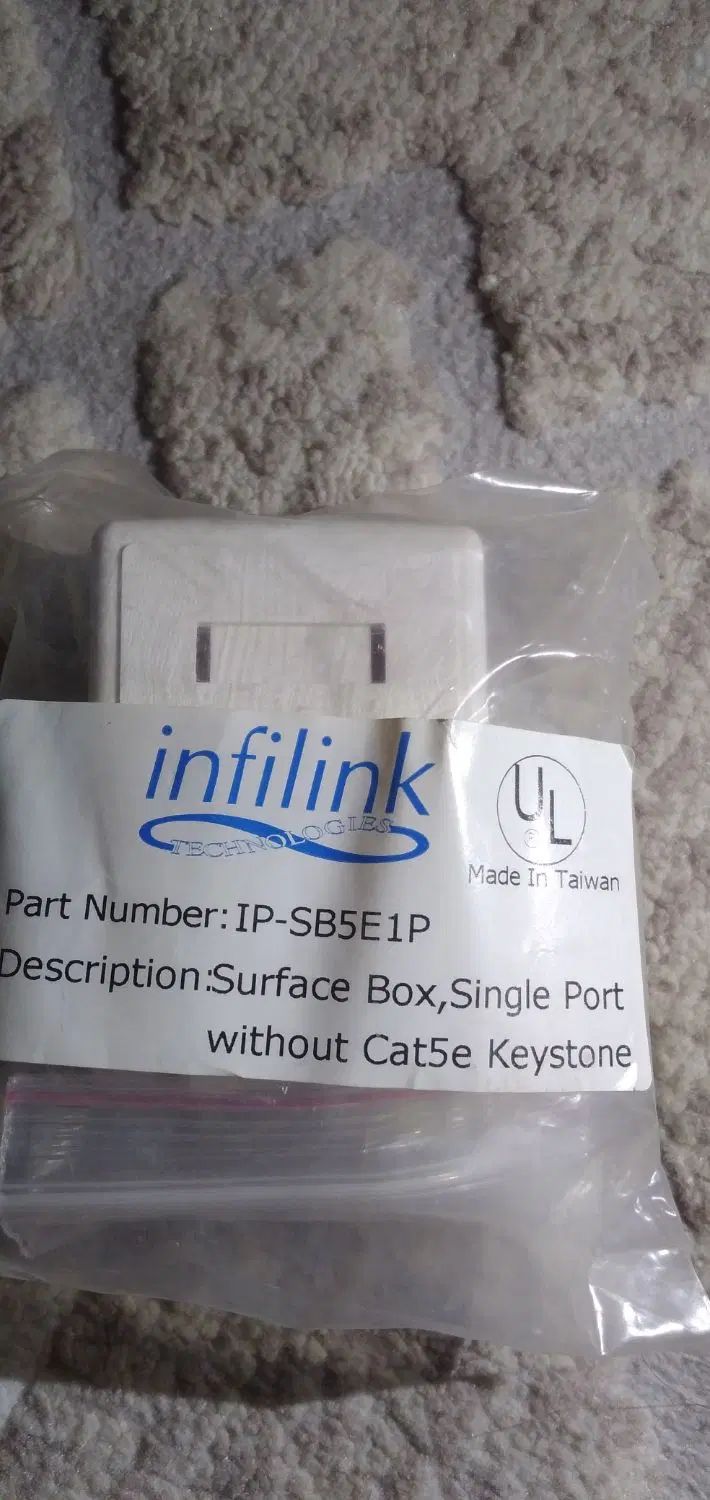 infilink
TECHNOLOGIES
UL
Made In Taiwan
Part Number: IP-SB5E1P
Description:Surface Box,Single Port
without Cat5e Keystone